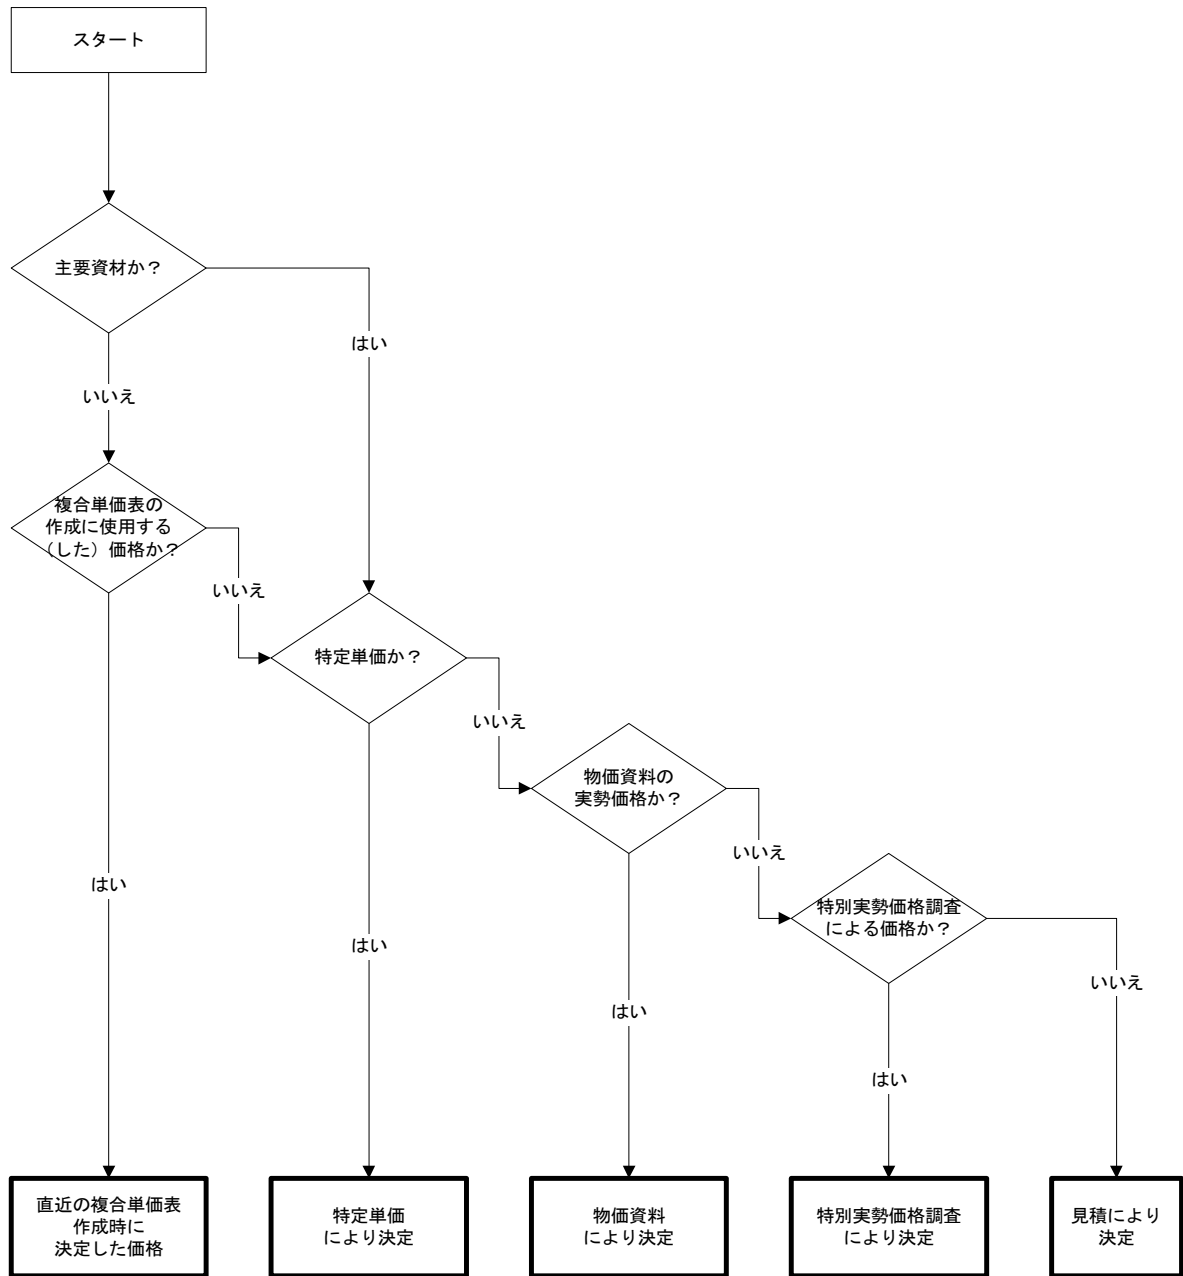 スタート
主要資材か？
はい
いいえ
複合単価表の
作成に使用する
（した）価格か？
いいえ
特定単価か？
いいえ
物価資料の
実勢価格か？
いいえ
はい
特別実勢価格調査
による価格か？
はい
いいえ
はい
はい
直近の複合単価表
作成時に
決定した価格
特定単価
により決定
物価資料
により決定
特別実勢価格調査
により決定
見積により
決定